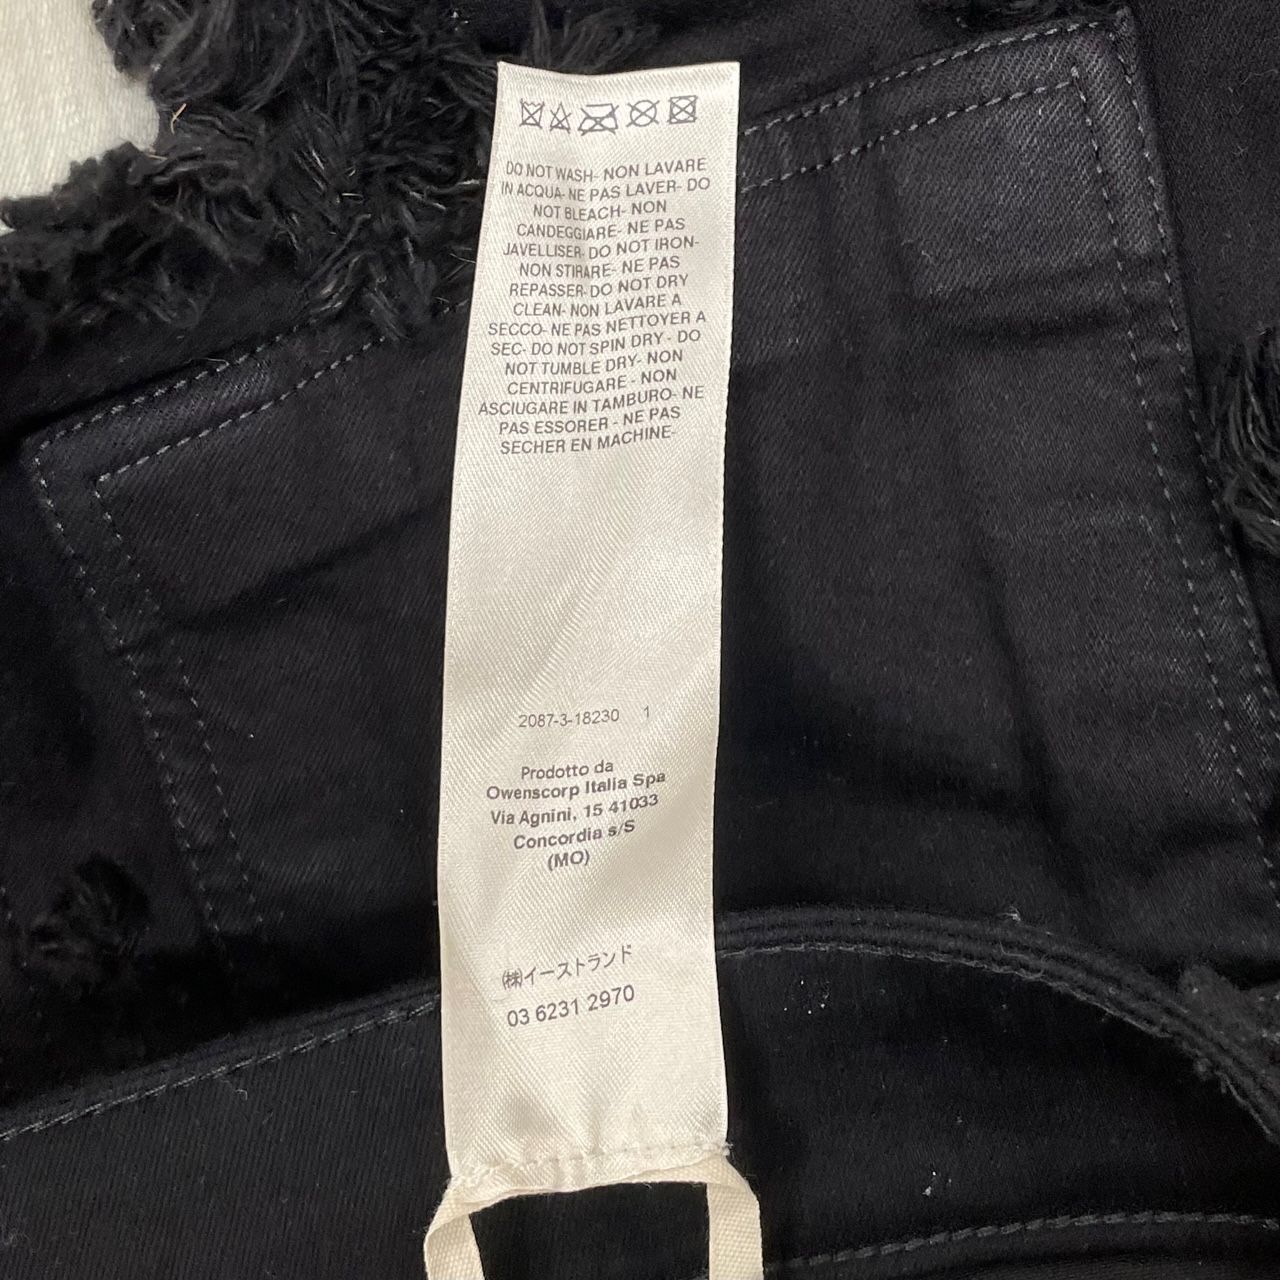 DO NOT WASH- NON LAVARE
IN ACQUA- NE PAS LAVER- DO
NOT BLEACH- NON
CANDEGGIARE- NE PAS
JAVELLISER- DO NOT IRON-
NON STIRARE- NE PAS
REPASSER- DO NOT DRY
CLEAN- NON LAVARE A
SECCO- NE PAS NETTOYER A
SEC- DO NOT SPIN DRY - DO
NOT TUMBLE DRY- NON
CENTRIFUGARE - NON
ASCIUGARE IN TAMBURO- NE
PAS ESSORER - NE PAS
SECHER EN MACHINE-
2087-3-18230 1
Prodotto da
Owenscorp Italia Spa
Via Agnini, 15 41033
Concordia s/S
(MO)
㈱イーストランド
03 6231 2970